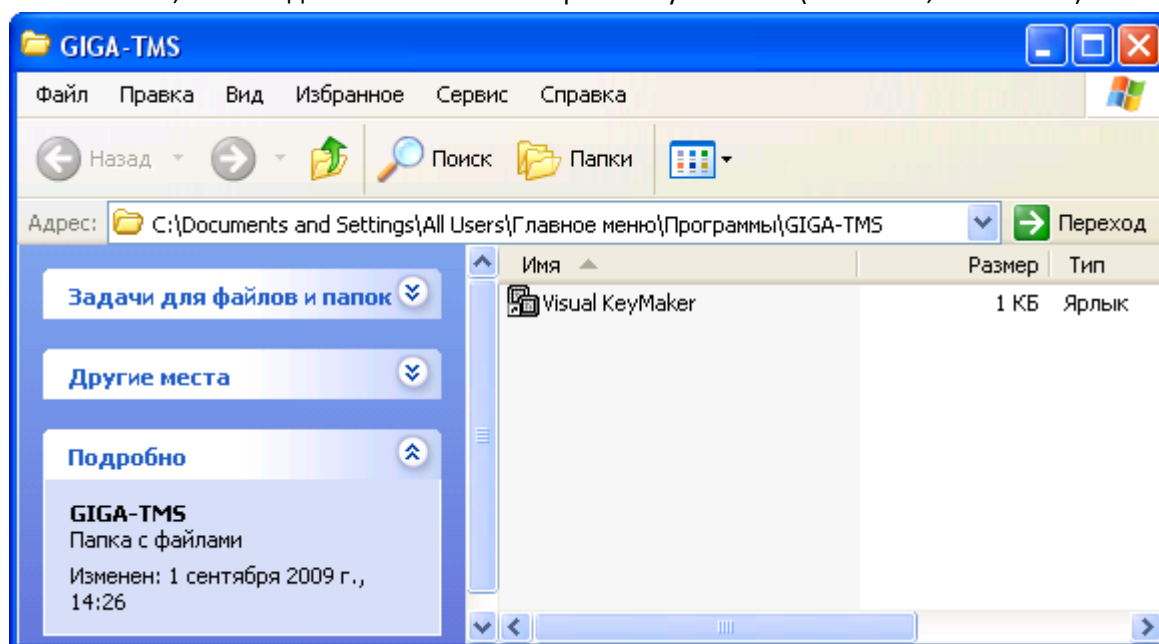 GIGA-TMS
Файл Правка Вид Избранное Сервис Справка
Назад Поиск Папки
Адрес: C:\Documents and Settings\All Users\Главное меню\Программы\GIGA-TMS Переход
Имя Размер Тип
Задачи для файлов и папок
Visual KeyMaker 1 КБ Ярлык
Другие места
Подробно
GIGA-TMS
Папка с файлами
Изменен: 1 сентября 2009 г.,
14:26